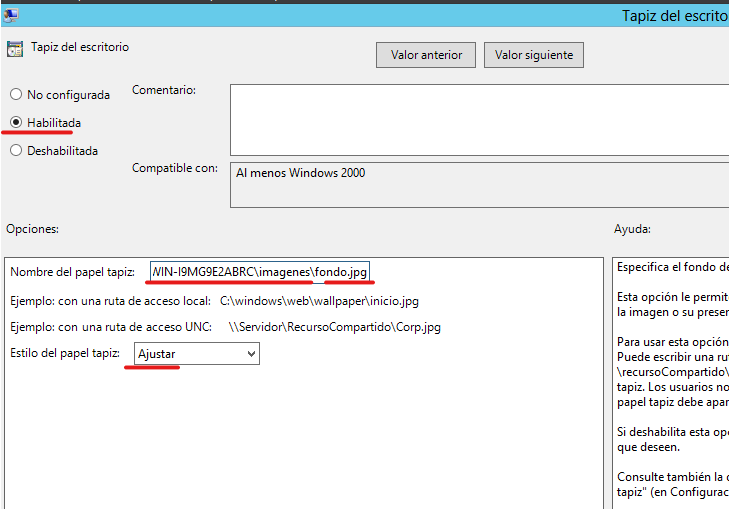 Tapiz del escrito
Tapiz del escritorio
Valor anterior
Valor siguiente
No configurada
Comentario:
Habilitada
Deshabilitada
Compatible con:
Al menos Windows 2000
Opciones:
Ayuda:
Nombre del papel tapiz:
WIN-I9MG9E2ABRC\imagenes\fondo.jpg
Ejemplo: con una ruta de acceso local: C:\windows\web\wallpaper\inicio.jpg
Ejemplo: con una ruta de acceso UNC: \\Servidor\RecursoCompartido\Corp.jpg
Estilo del papel tapiz:
Ajustar
Especifica el fondo de
Esta opción le permit
la imagen o su presen
Para usar esta opción
Puede escribir una rut
\recursoCompartido\
tapiz. Los usuarios no
papel tapiz debe apar
Si deshabilita esta opc
que deseen.
Consulte también la d
tapiz" (en Configurac